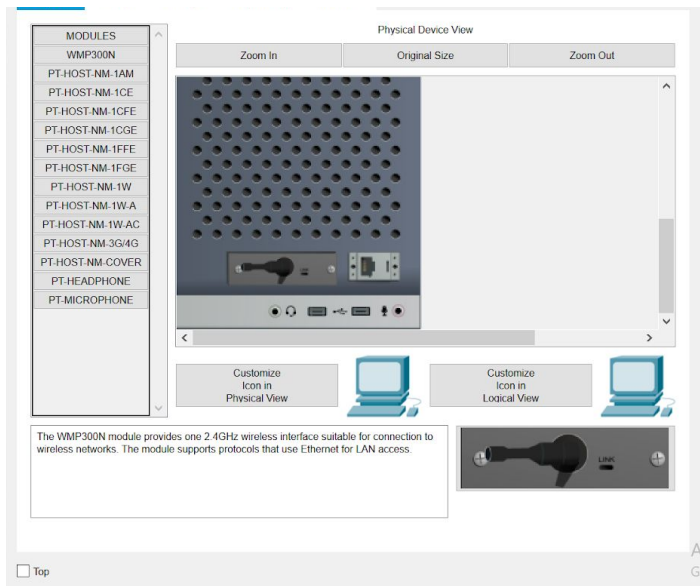 MODULES
WMP300N
PT-HOST-NM-1AM
PT-HOST-NM-1CE
PT-HOST-NM-1CFE
PT-HOST-NM-1CGE
PT-HOST-NM-1FFE
PT-HOST-NM-1FGE
PT-HOST-NM-1W
PT-HOST-NM-1W-A
PT-HOST-NM-1W-AC
PT-HOST-NM-3G/4G
PT-HOST-NM-COVER
PT-HEADPHONE
PT-MICROPHONE
Physical Device View
Zoom In
Original Size
Zoom Out
Customize
Icon in
Physical View
Customize
Icon in
Logical View
The WMP300N module provides one 2.4GHz wireless interface suitable for connection to
wireless networks. The module supports protocols that use Ethernet for LAN access.
LINK
Top
A
G